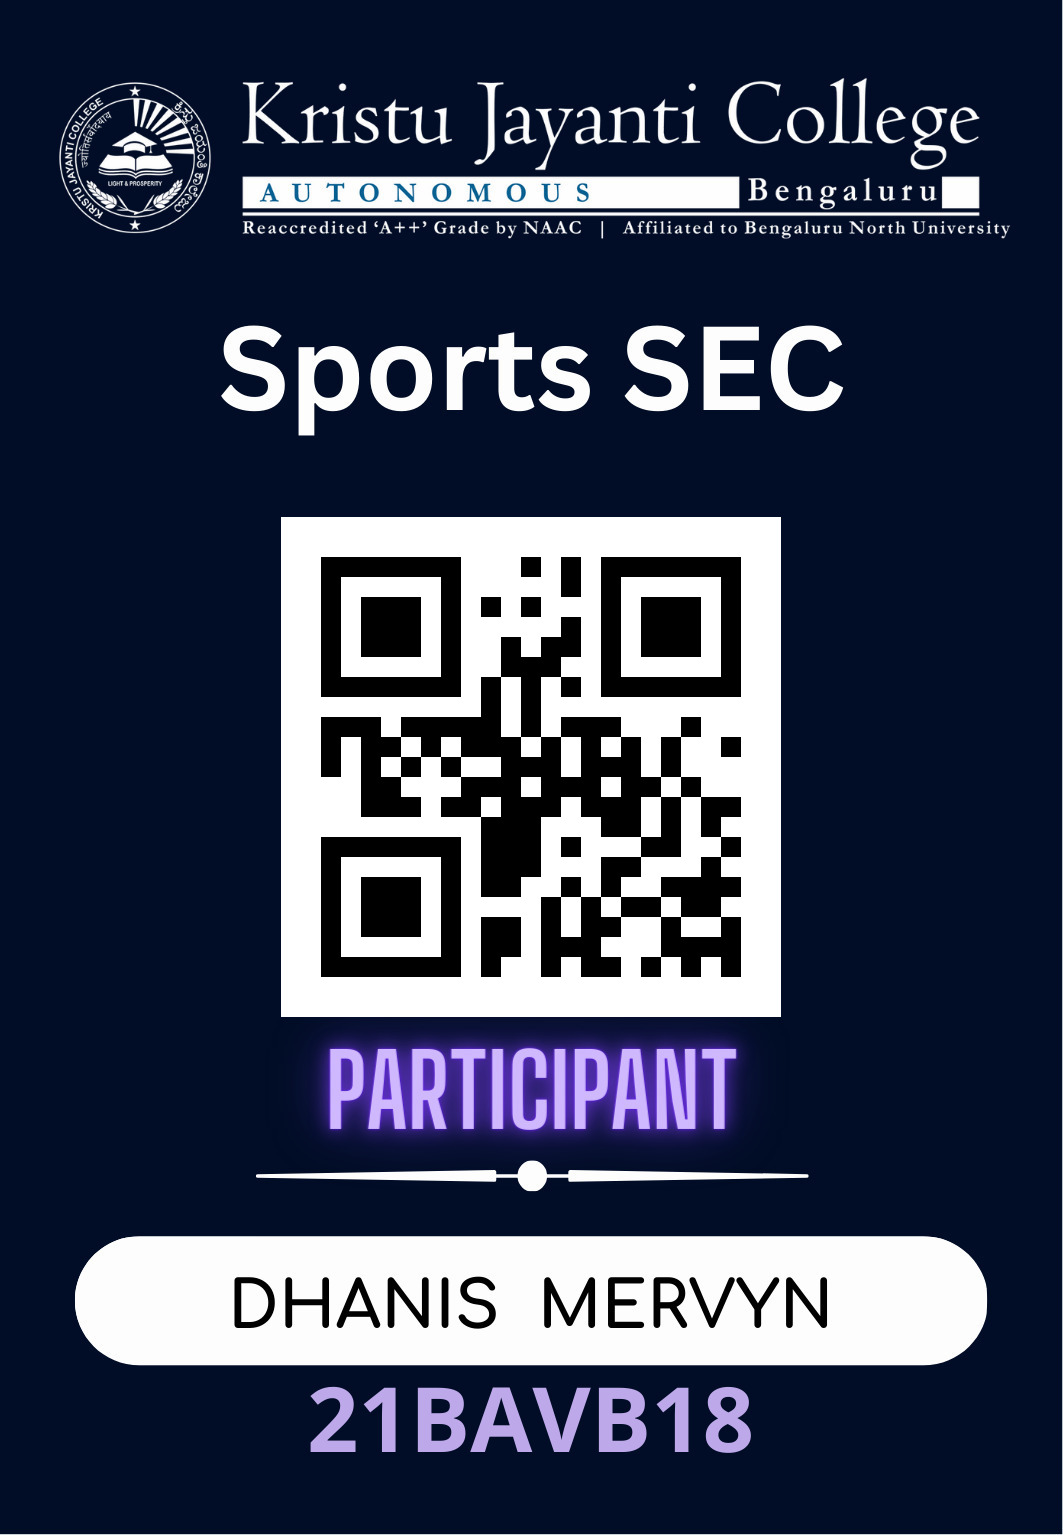 Kristu Jayanti College
AUTONOMOUS Bengaluru
Reaccredited ‘A++’ Grade by NAAC | Affiliated to Bengaluru North University
KRISTU JAYANTI COLLEGE
LIGHT & PROSPERITY
Sports SEC
PARTICIPANT
DHANIS MERVYN
21BAVB18